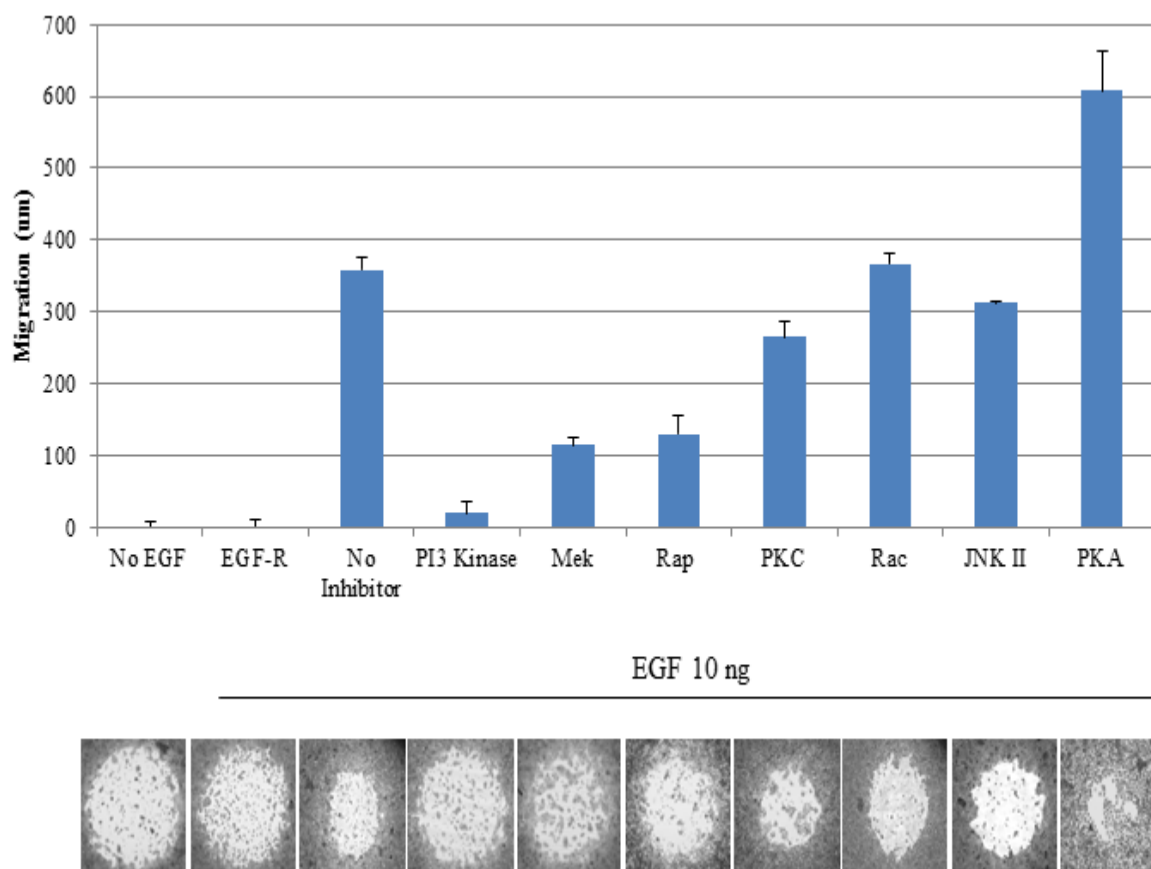 700
600
500
400
300
200
100
0
Migration (um)
No EGF EGF-R No Inhibitor PI3 Kinase Mek Rap PKC Rac JNK II PKA
EGF 10 ng